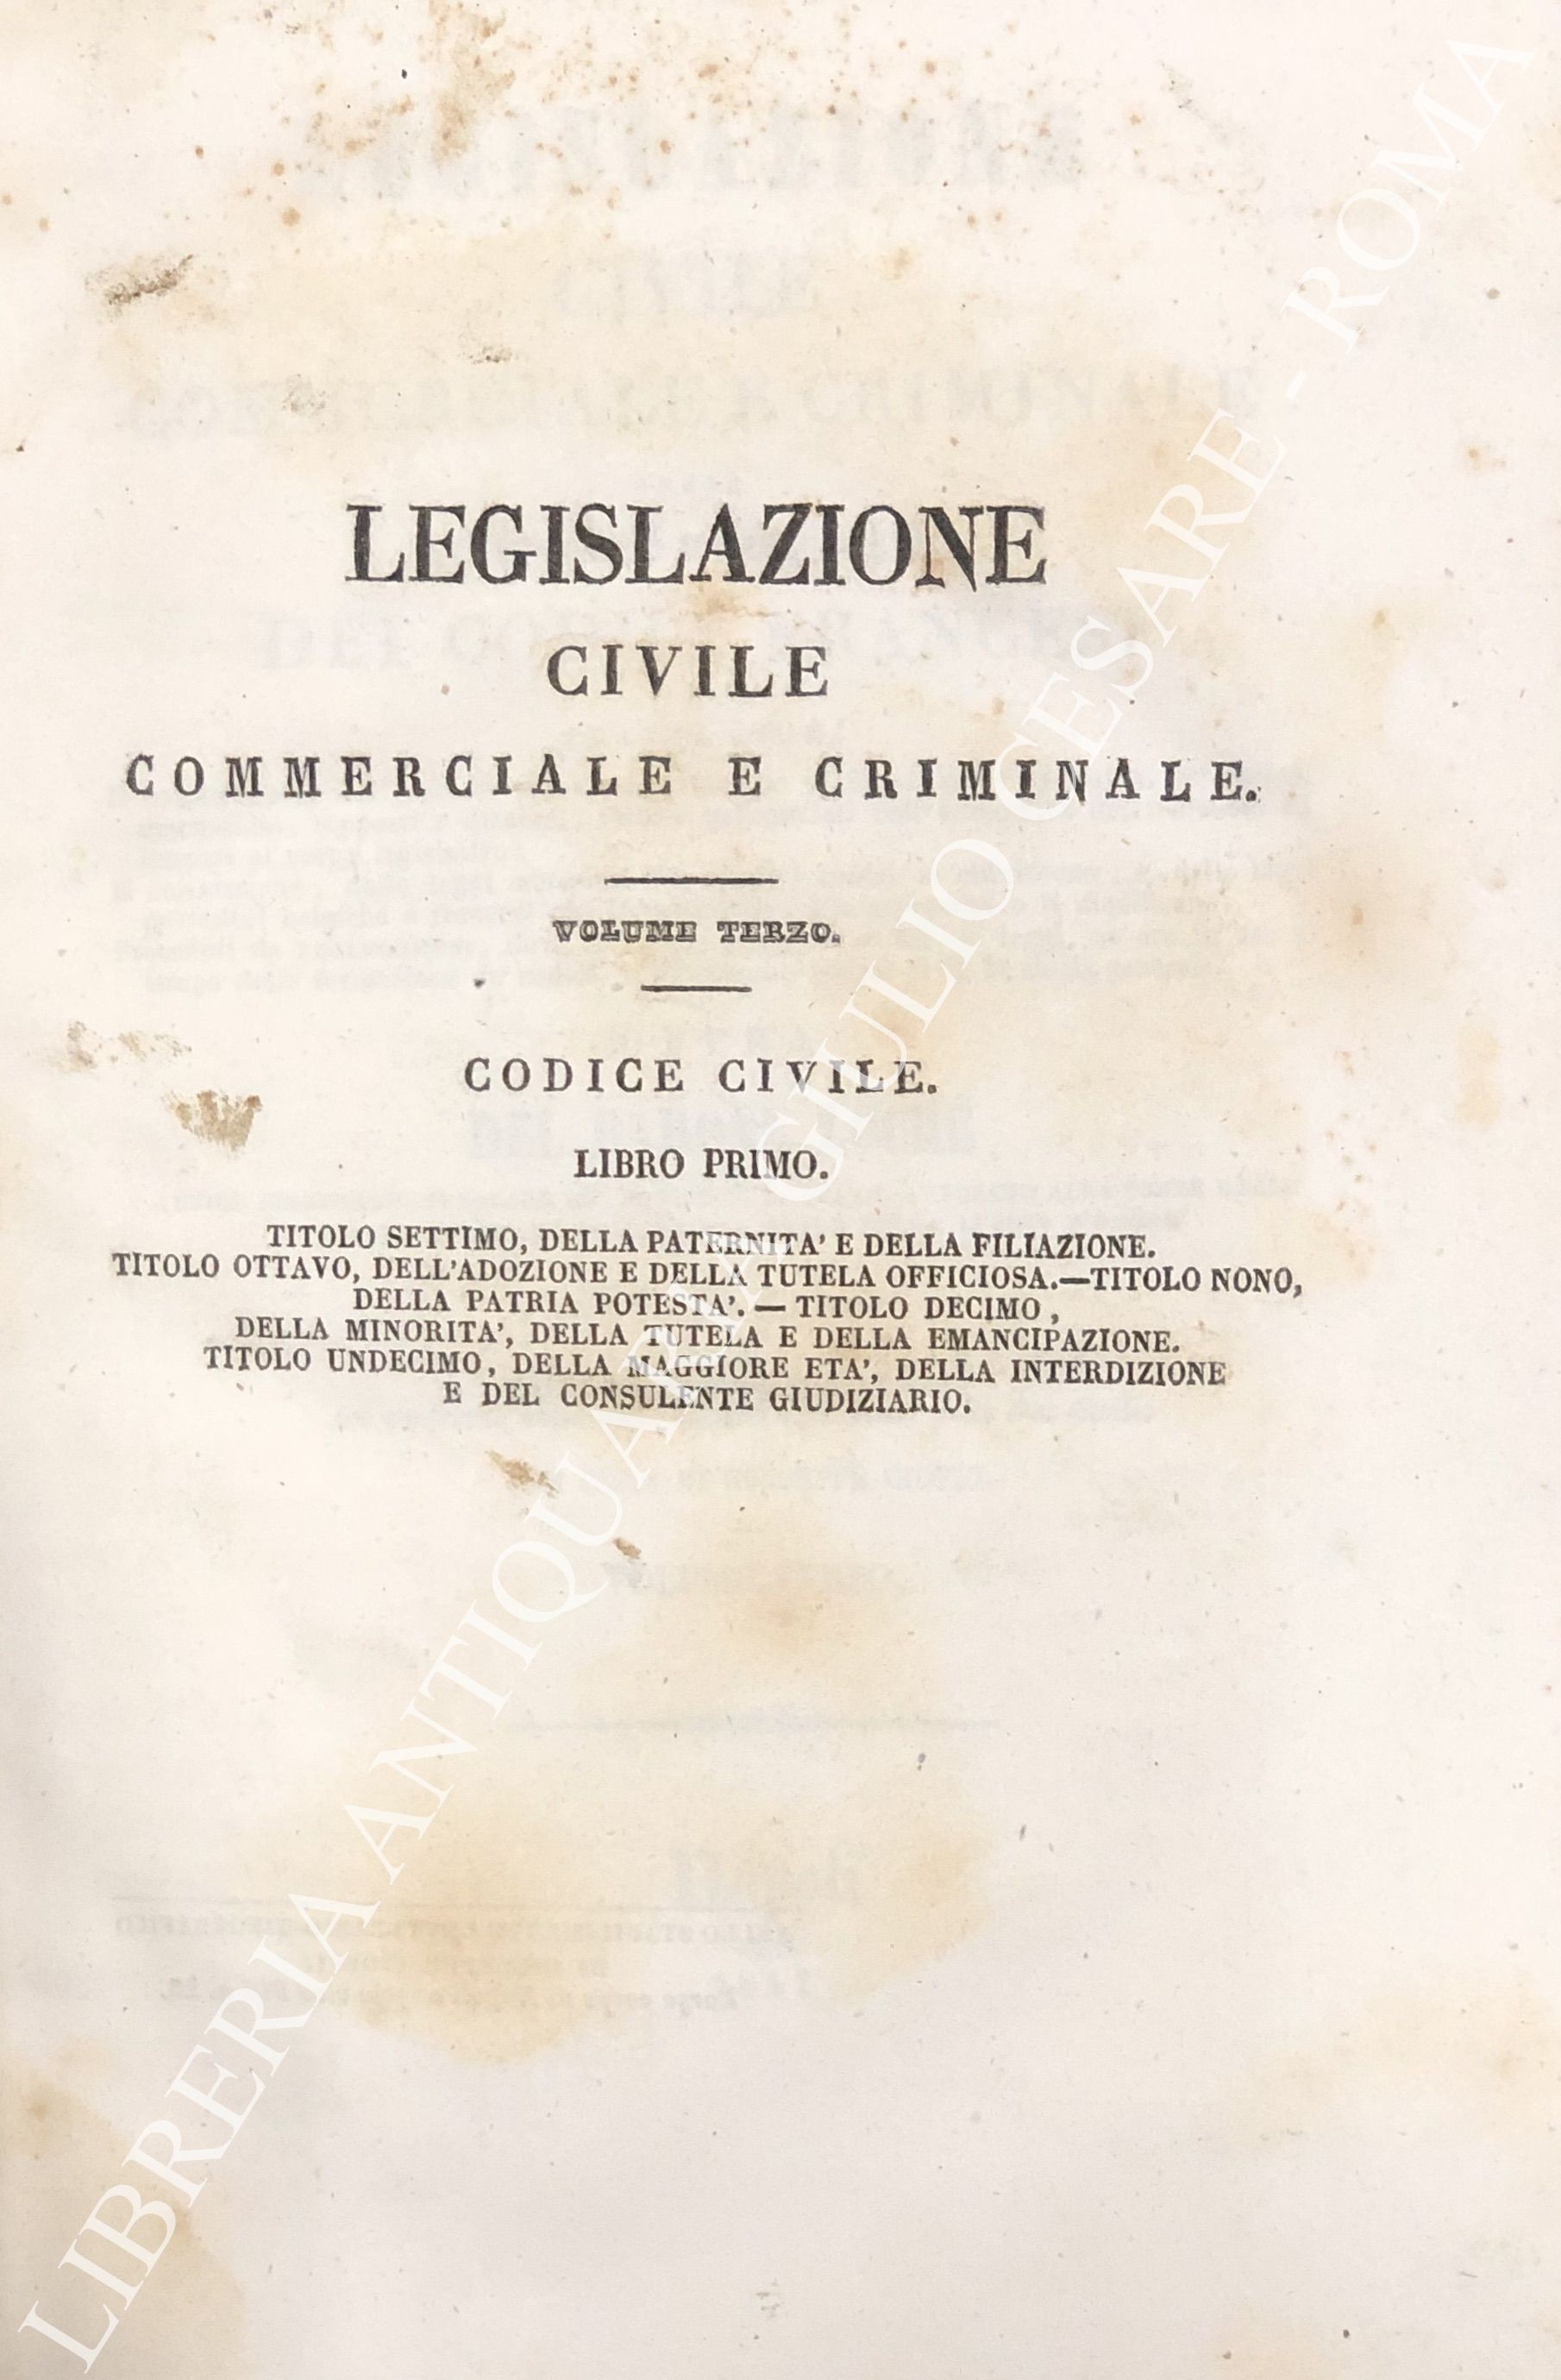 LEGISLAZIONE
CIVILE
COMMERCIALE E CRIMINALE.
VOLUME TERZO.
CODICE CIVILE.
LIBRO PRIMO.
TITOLO SETTIMO, DELLA PATERNITA' E DELLA FILIAZIONE.
TITOLO OTTAVO, DELL'ADOZIONE E DELLA TUTELA OFFICIOSA.—TITOLO NONO,
DELLA PATRIA POTESTA'. — TITOLO DECIMO,
DELLA MINORITA', DELLA TUTELA E DELLA EMANCIPAZIONE.
TITOLO UNDECIMO, DELLA MAGGIORE ETA', DELLA INTERDIZIONE
E DEL CONSULENTE GIUDIZIARIO.
LIBRERIA ANTIQUARIA GIULIO CESARE - ROMA